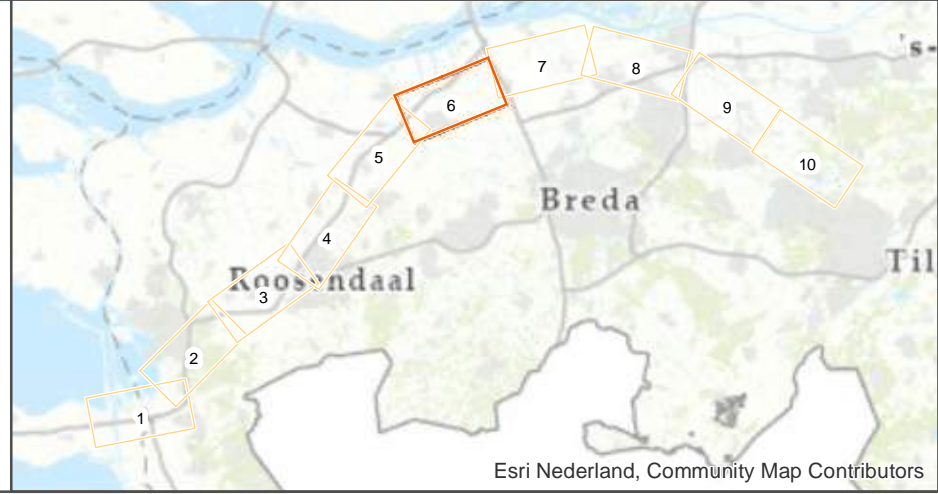 's-
7
8
6
9
5
10
Breda
4
Til
Roosendaal
3
2
1
Esri Nederland, Community Map Contributors